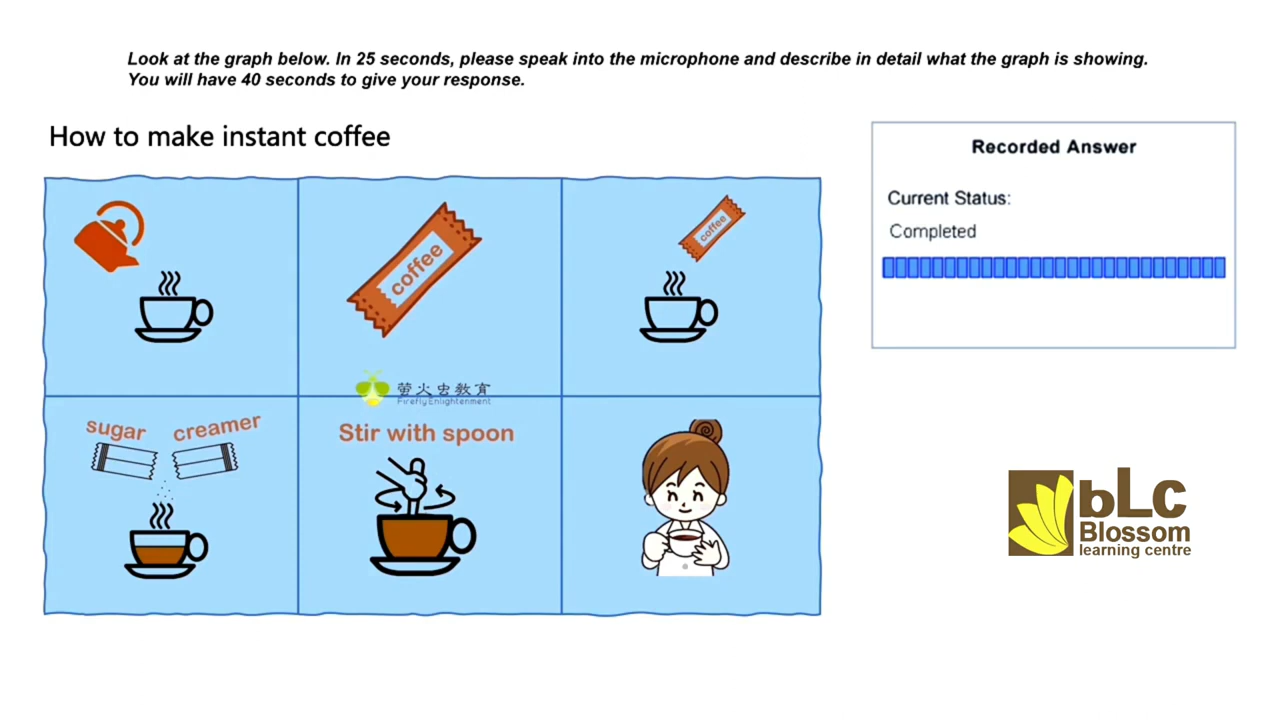 Look at the graph below. In 25 seconds, please speak into the microphone and describe in detail what the graph is showing.
You will have 40 seconds to give your response.
How to make instant coffee
Recorded Answer
Current Status:
Completed
coffee
coffee
萤火虫教育
FireflyEnlightenment
sugar creamer
Stir with spoon
bLc
Blossom
learning centre